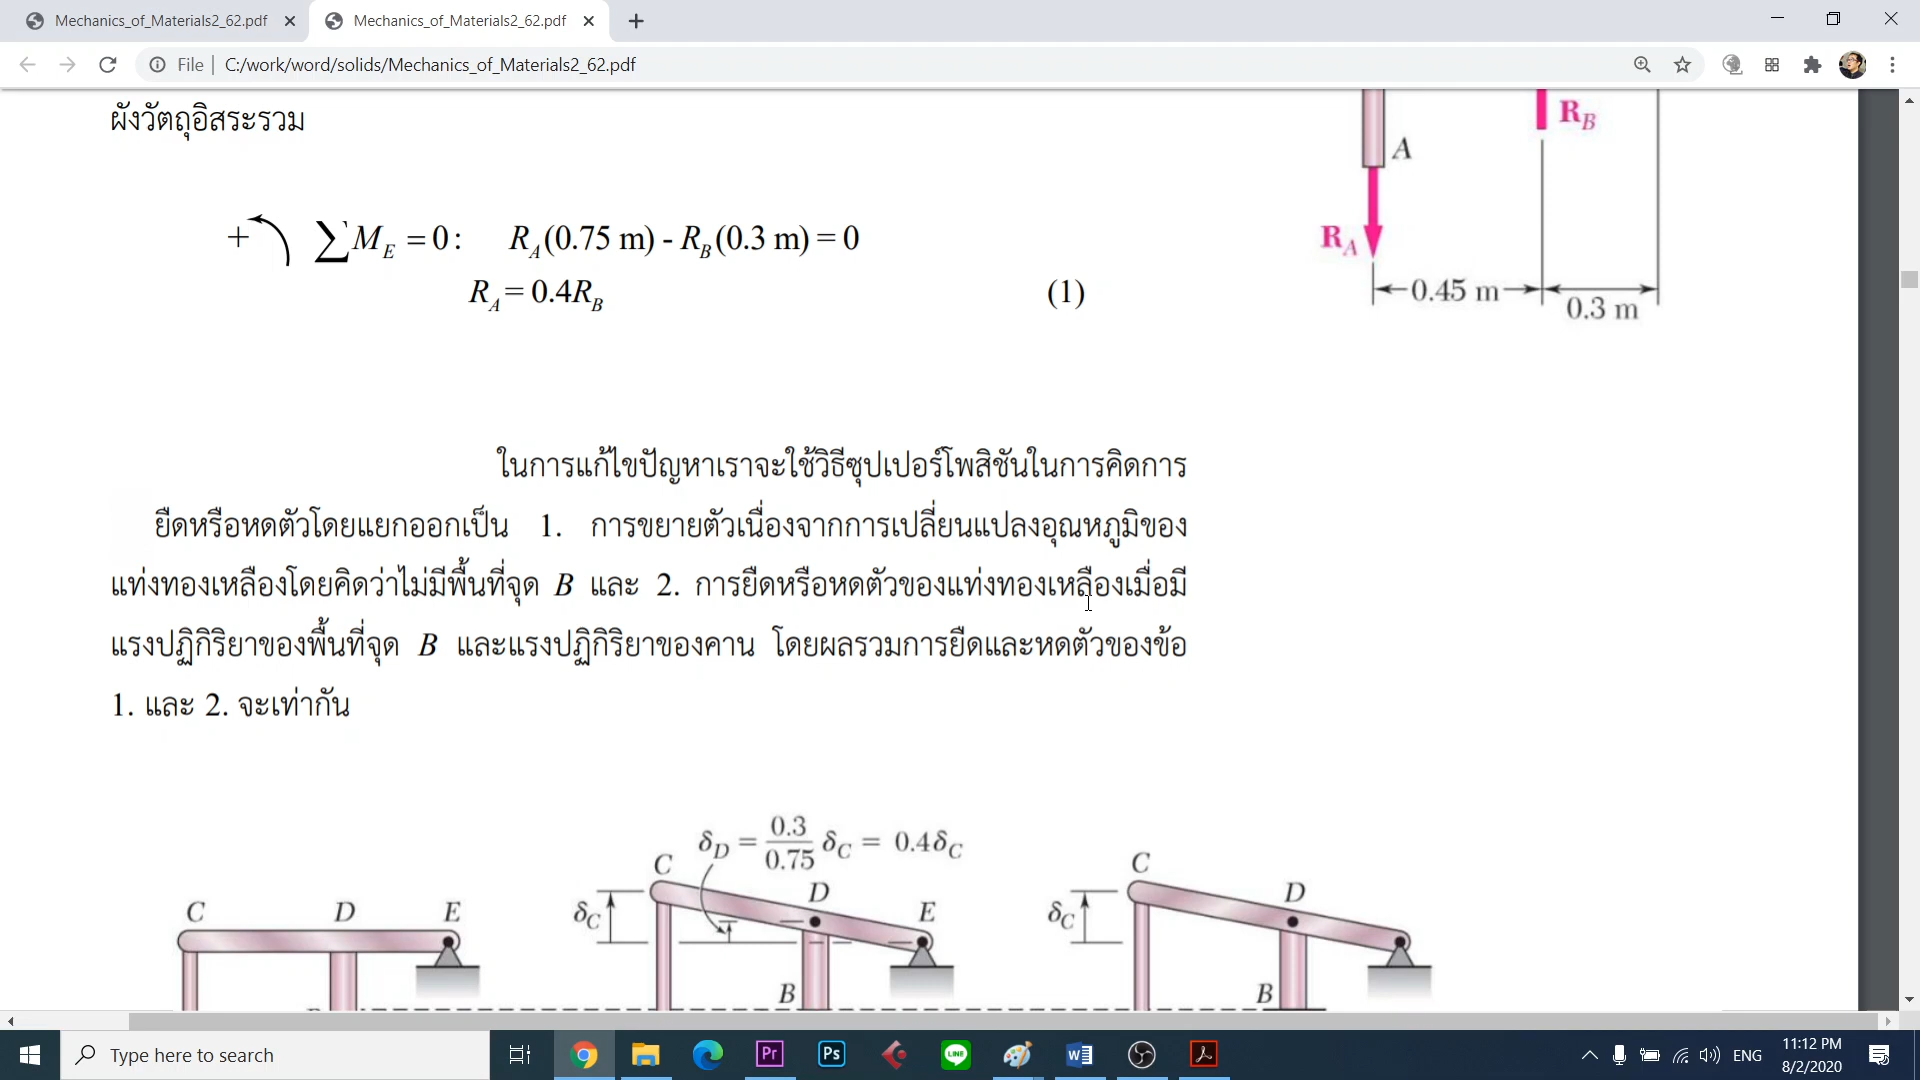 Mechanics_of_Materials2_62.pdf
Mechanics_of_Materials2_62.pdf
File
C:/work/word/solids/Mechanics_of_Materials2_62.pdf
ผังวัตถุอิสระรวม
R_B
A
+ ∑M_E = 0 : R_A(0.75 m) - R_B(0.3 m) = 0
R_A
R_A = 0.4R_B (1)
0.45 m
0.3 m
ในการแก้ไขปัญหาเราจะใช้วิธีซุปเปอร์โพสิชันในการคิดการ
ยืดหรือหดตัวโดยแยกออกเป็น 1. การขยายตัวเนื่องจากการเปลี่ยนแปลงอุณหภูมิของ
แท่งทองเหลืองโดยคิดว่าไม่มีพื้นที่จุด B และ 2. การยืดหรือหดตัวของแท่งทองเหลืองเมื่อมี
แรงปฏิกิริยาของพื้นที่จุด B และแรงปฏิกิริยาของคาน โดยผลรวมการยืดและหดตัวของข้อ
1. และ 2. จะเท่ากัน
δ_D = 0.3/0.75 δ_C = 0.4δ_C
C D E
δ_C C D E B
δ_C C D B
Type here to search
Pr
Ps
LINE
ENG
11:12 PM
8/2/2020